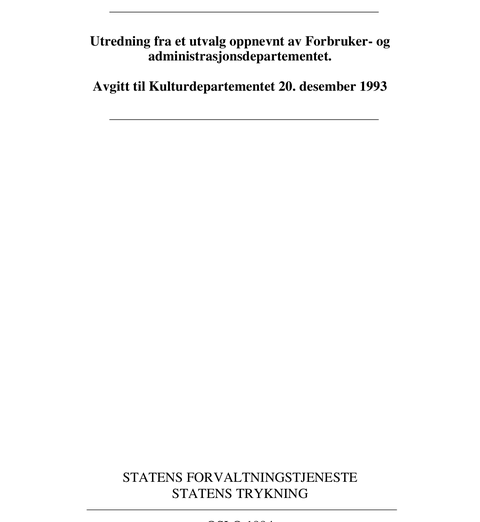 Utredning fra et utvalg oppnevnt av Forbruker- og
administrasjonsdepartementet.
Avgitt til Kulturdepartementet 20. desember 1993
STATENS FORVALTNINGSTJENESTE
STATENS TRYKNING